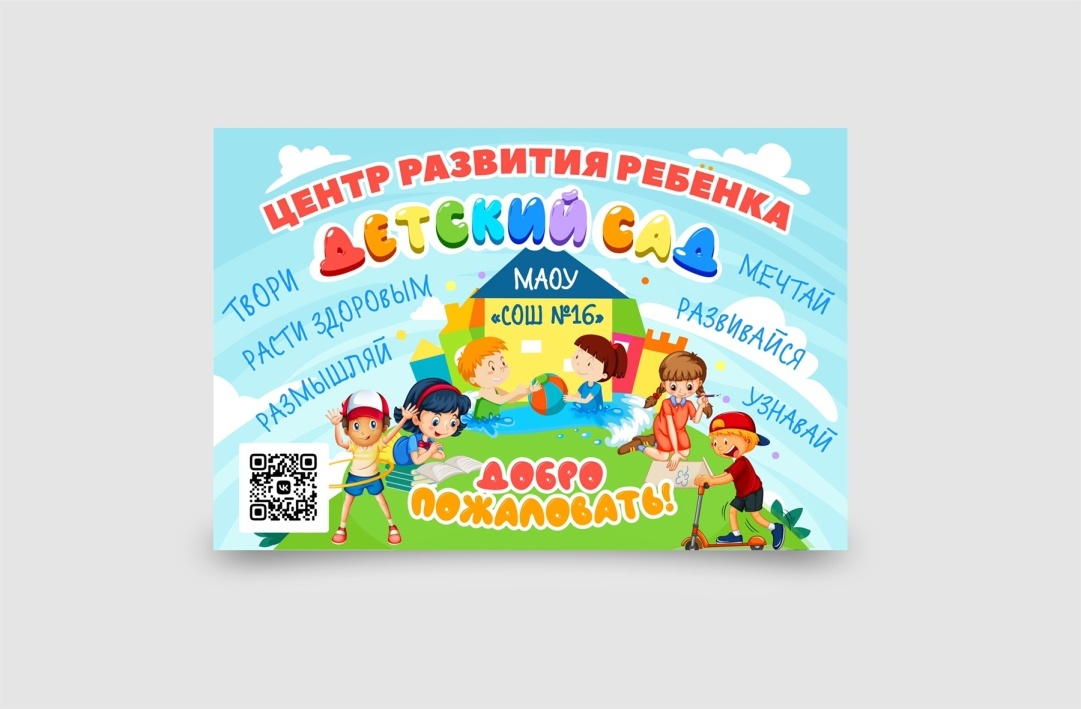 ЦЕНТР РАЗВИТИЯ РЕБЁНКА
ДЕТСКИЙ САД
МАОУ
«СОШ №16»
ТВОРИ
РАСТИ ЗДОРОВЫМ
РАЗМЫШЛЯЙ
МЕЧТАЙ
РАЗВИВАЙСЯ
УЗНАВАЙ
ДОБРО
ПОЖАЛОВАТЬ!